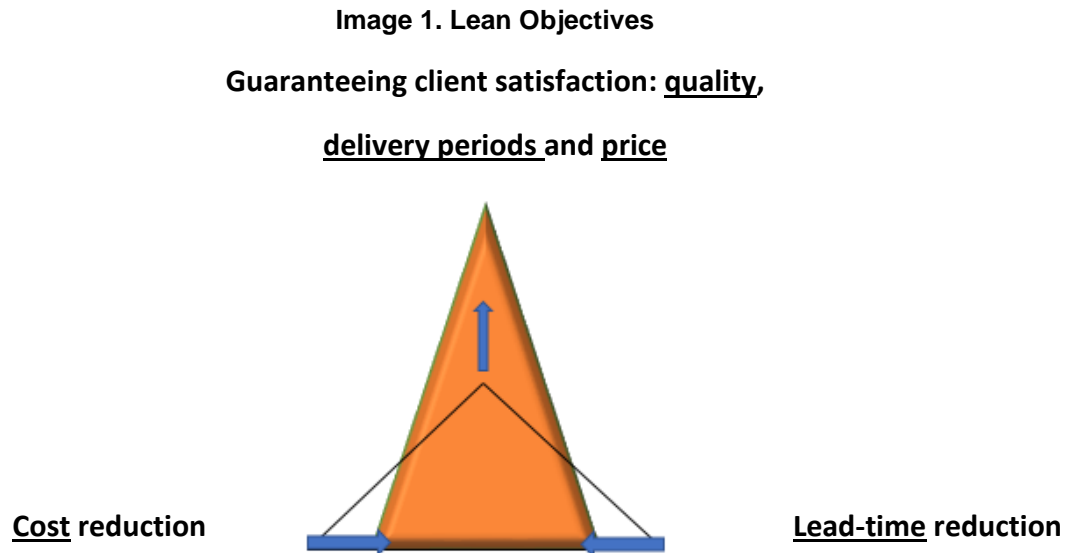 Image 1. Lean Objectives
Guaranteeing client satisfaction: quality,
delivery periods and price
Cost reduction
Lead-time reduction